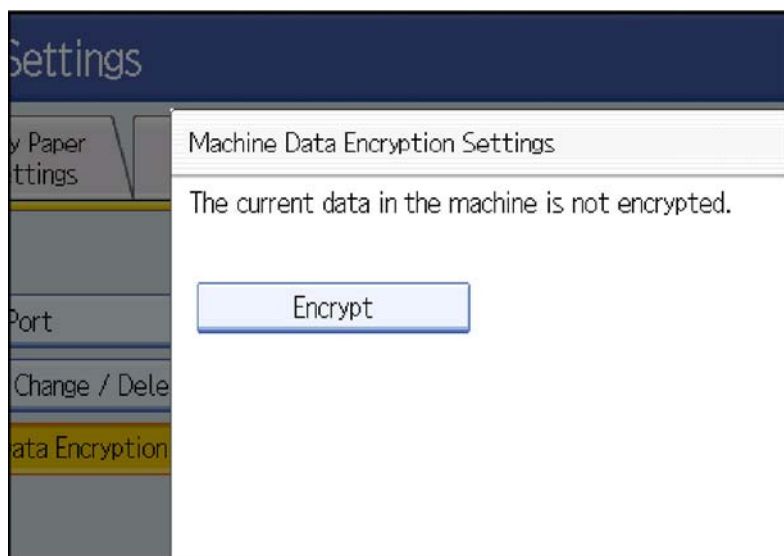 Settings
y Paper
ttings
Machine Data Encryption Settings
The current data in the machine is not encrypted.
Encrypt
Port
Change / Dele
ata Encryption